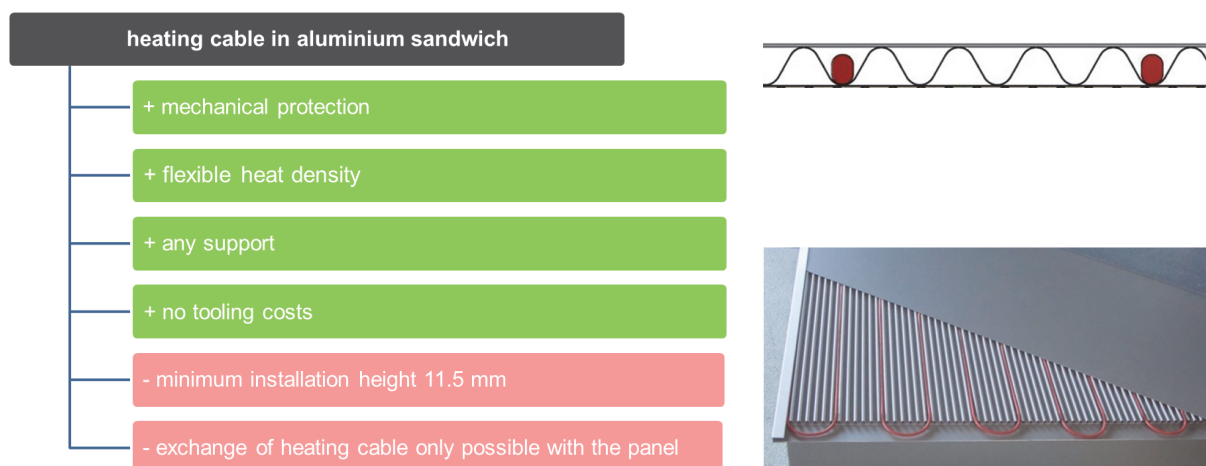 heating cable in aluminium sandwich
+ mechanical protection
+ flexible heat density
+ any support
+ no tooling costs
- minimum installation height 11.5 mm
- exchange of heating cable only possible with the panel